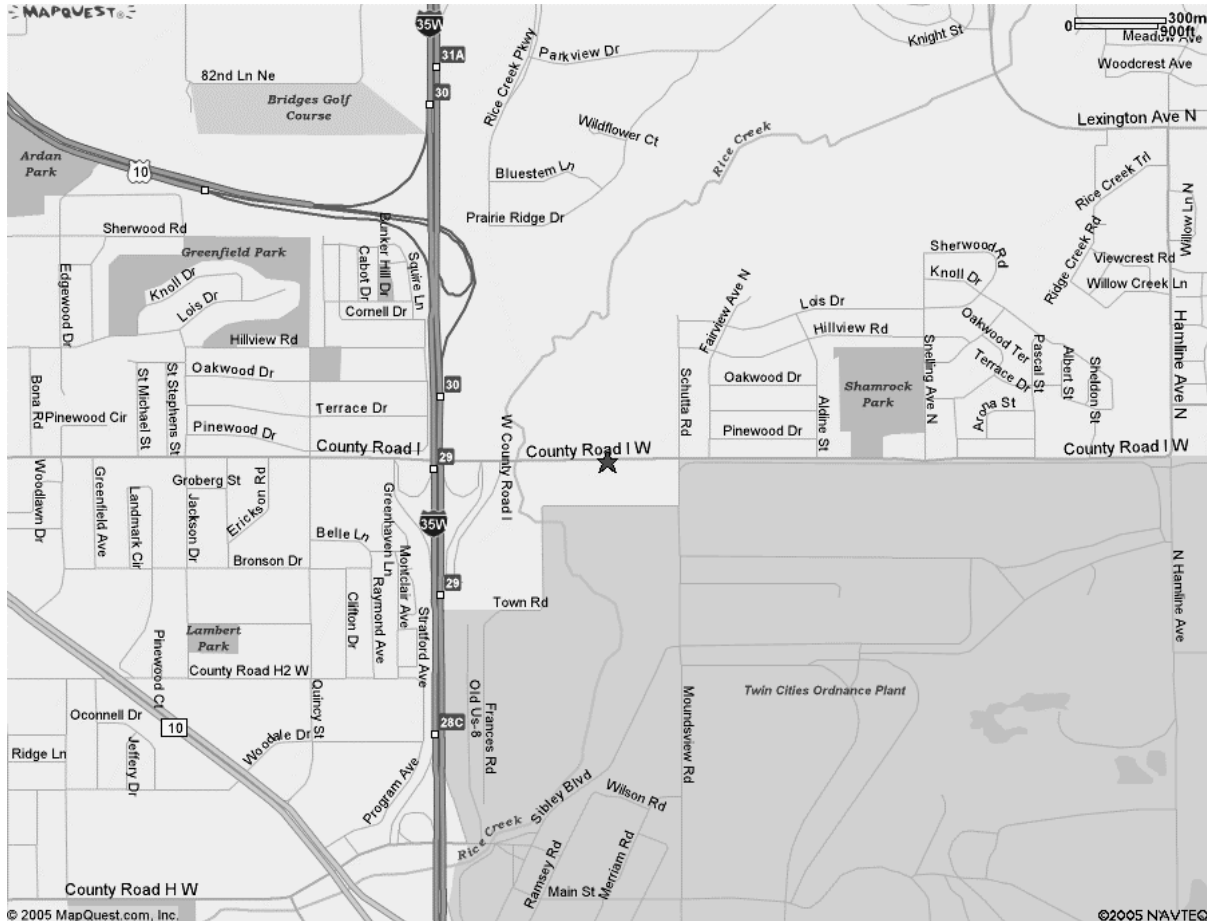 MAPQUEST®
35W
31A
30
300m
0
900ft
Knight St
Meadow Ave
Woodcrest Ave
Parkview Dr
Rice Creek Pkwy
82nd Ln Ne
Bridges Golf
Course
Wildflower Ct
Rice Creek
Lexington Ave N
Ardan
Park
10
Bluestem Ln
Rice Creek Trl
Prairie Ridge Dr
Willow Ln N
Sherwood Rd
Greenfield Park
Bunker Hill Dr
Cabot Dr
Squire Ln
Edgewood Dr
Knoll Dr
Lois Dr
Cornell Dr
Hillview Rd
Sherwood Rd
Knoll Dr
Ridge Creek Rd
Viewcrest Rd
Willow Creek Ln
Fairview Ave N
Lois Dr
Hillview Rd
Oakwood Ter
Terrace Dr
Snelling Ave N
Pascal St
Albert St
Sheldon St
Hamline Ave N
Bona Rd
St Michael St
St Stephens St
Oakwood Dr
30
Schutta Rd
Oakwood Dr
Shamrock
Park
Aldine St
Arona St
Pinewood Cir
Terrace Dr
Pinewood Dr
Pinewood Dr
County Road I
29
W County Road I
County Road I W
County Road I W
Woodlawn Dr
Greenfield Ave
Landmark Cir
Groberg St
Jackson Dr
Erickson Rd
Greenhaven Ln
35W
Belle Ln
Montclair Ave
Bronson Dr
Raymond Ave
Clifton Dr
29
Town Rd
Stratford Ave
N Hamline Ave
Lambert
Park
Pinewood Ct
County Road H2 W
Quincy St
Old Us-8
Frances Rd
Moundsview Rd
Twin Cities Ordnance Plant
Oconnell Dr
10
28C
Ridge Ln
Jeffery Dr
Woodale Dr
Program Ave
Sibley Blvd
Wilson Rd
Rice Creek
Ramsey Rd
Merriam Rd
Main St
County Road H W
© 2005 MapQuest.com, Inc.
©2005 NAVTEQ